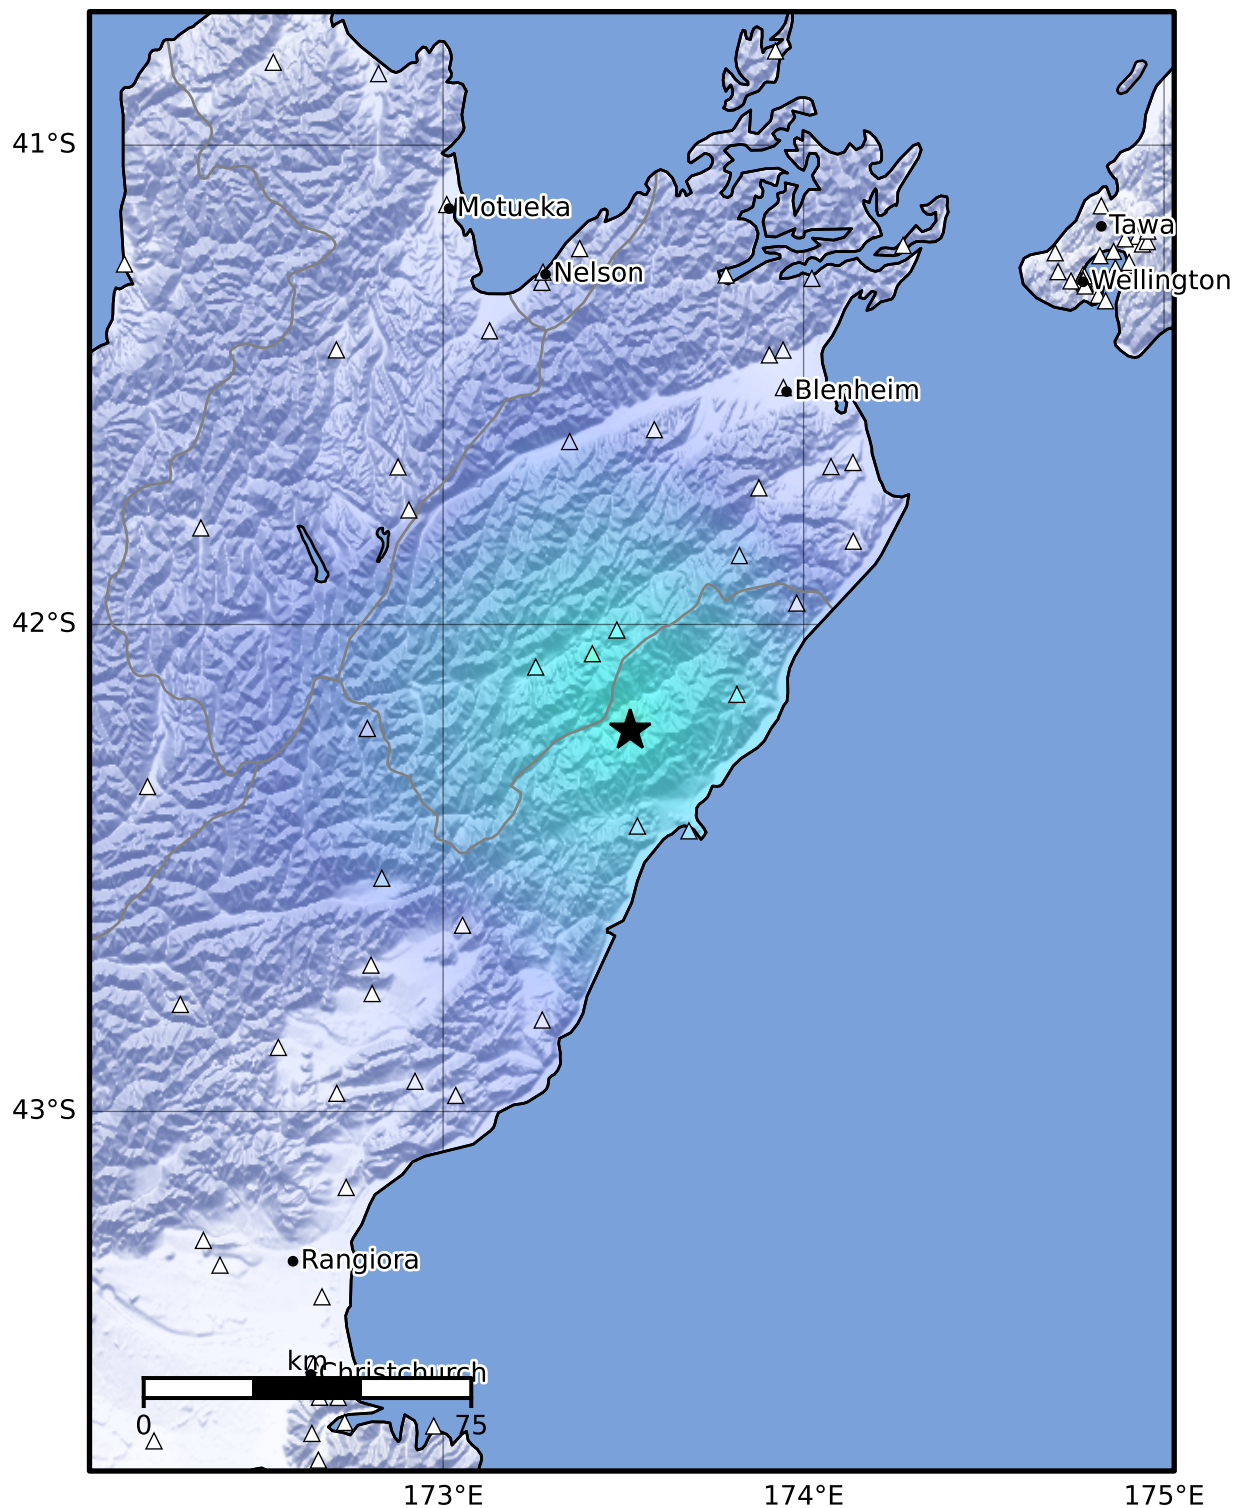 41°S
Motueka
Tawa
Nelson
Wellington
Blenheim
42°S
43°S
Rangiora
km
Christchurch
0
75
173°E
174°E
175°E